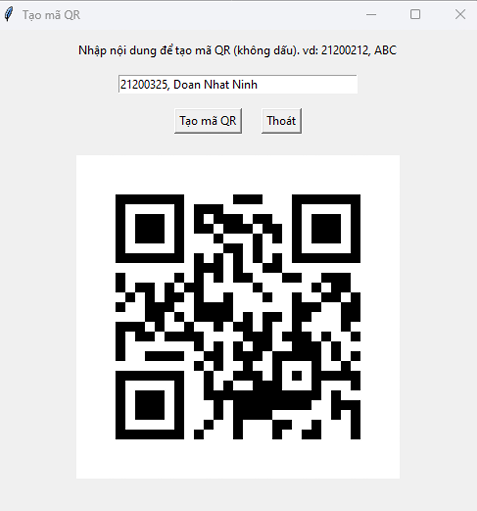 Tạo mã QR
Nhập nội dung để tạo mã QR (không dấu). vd: 21200212, ABC
21200325, Doan Nhat Ninh
Tạo mã QR Thoát